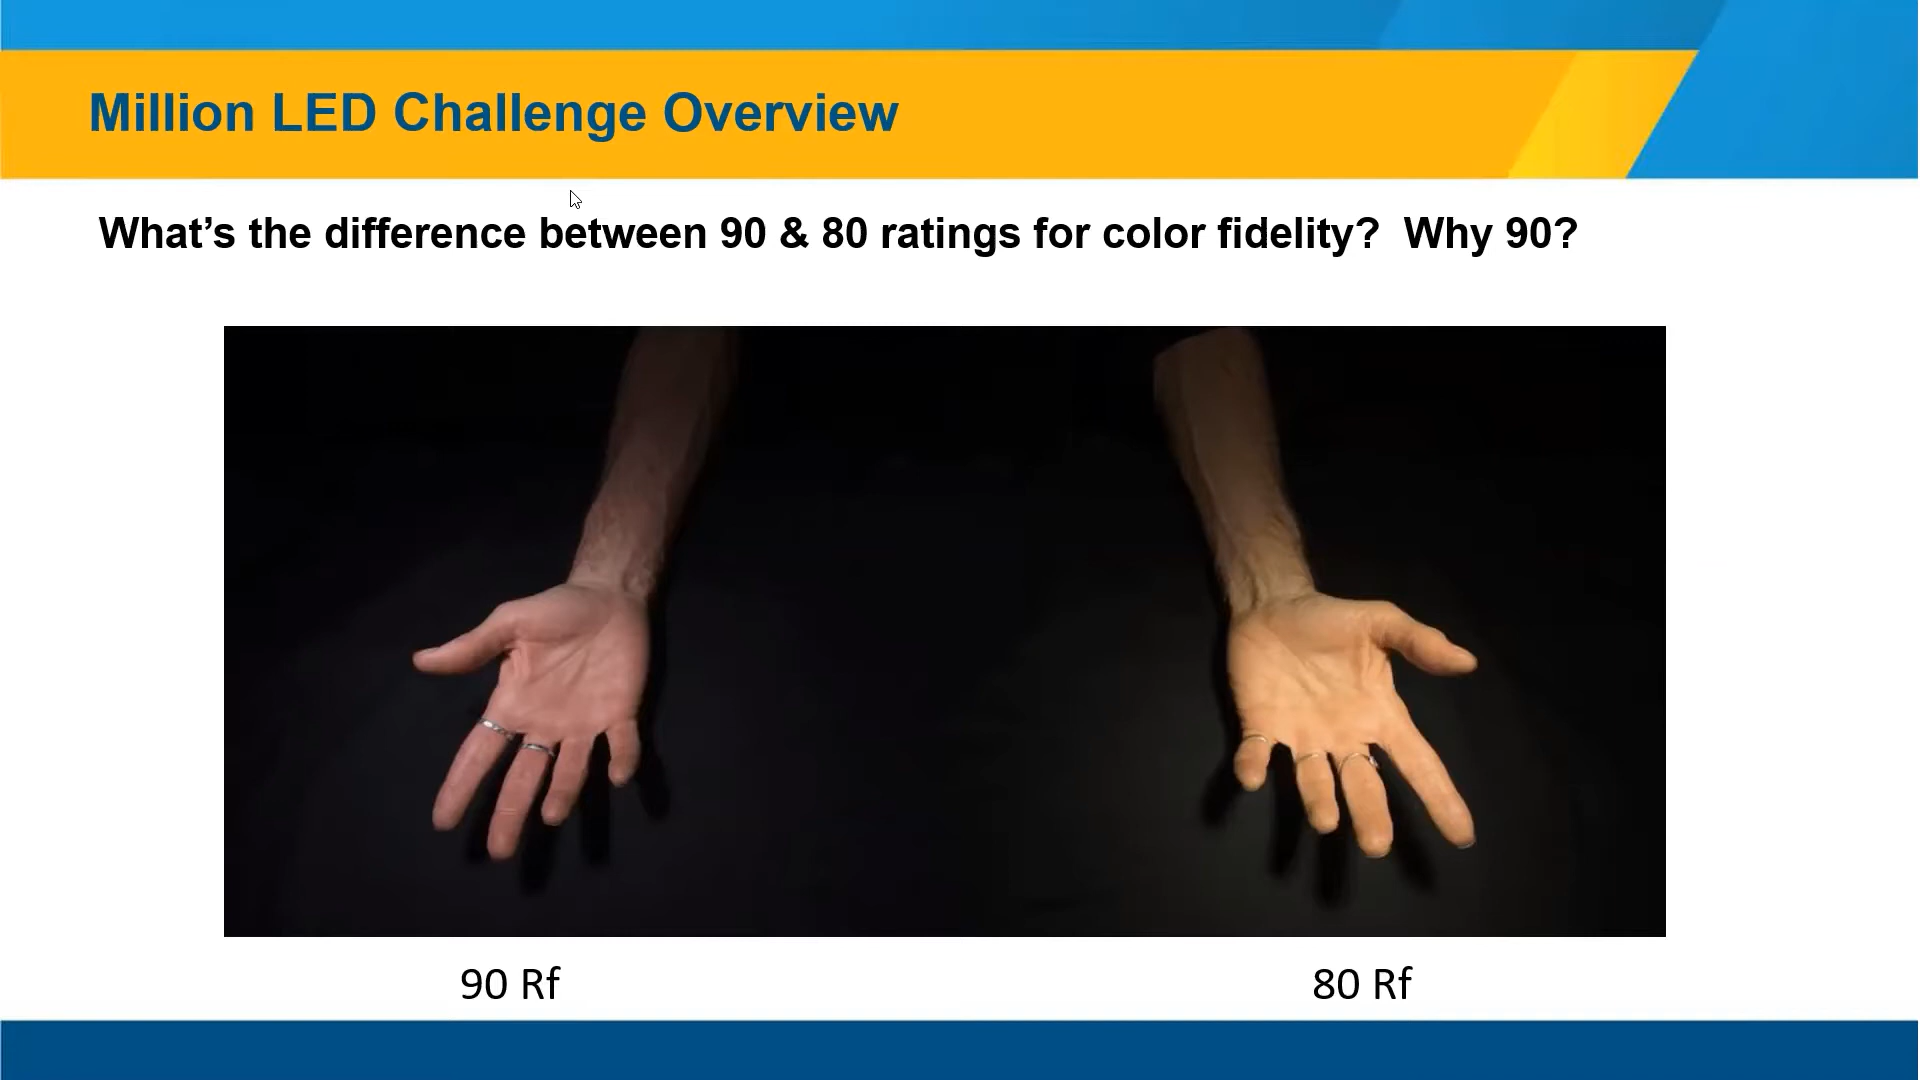 Million LED Challenge Overview
What’s the difference between 90 & 80 ratings for color fidelity?  Why 90?
90 Rf
80 Rf